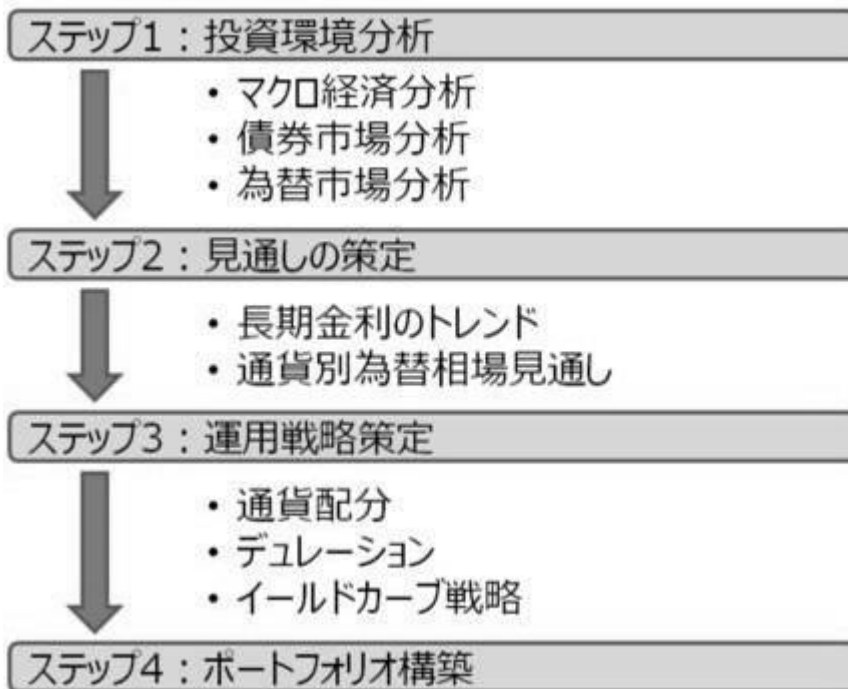 ステップ1：投資環境分析
・マクロ経済分析
・債券市場分析
・為替市場分析
ステップ2：見通しの策定
・長期金利のトレンド
・通貨別為替相場見通し
ステップ3：運用戦略策定
・通貨配分
・デュレーション
・イールドカーブ戦略
ステップ4：ポートフォリオ構築